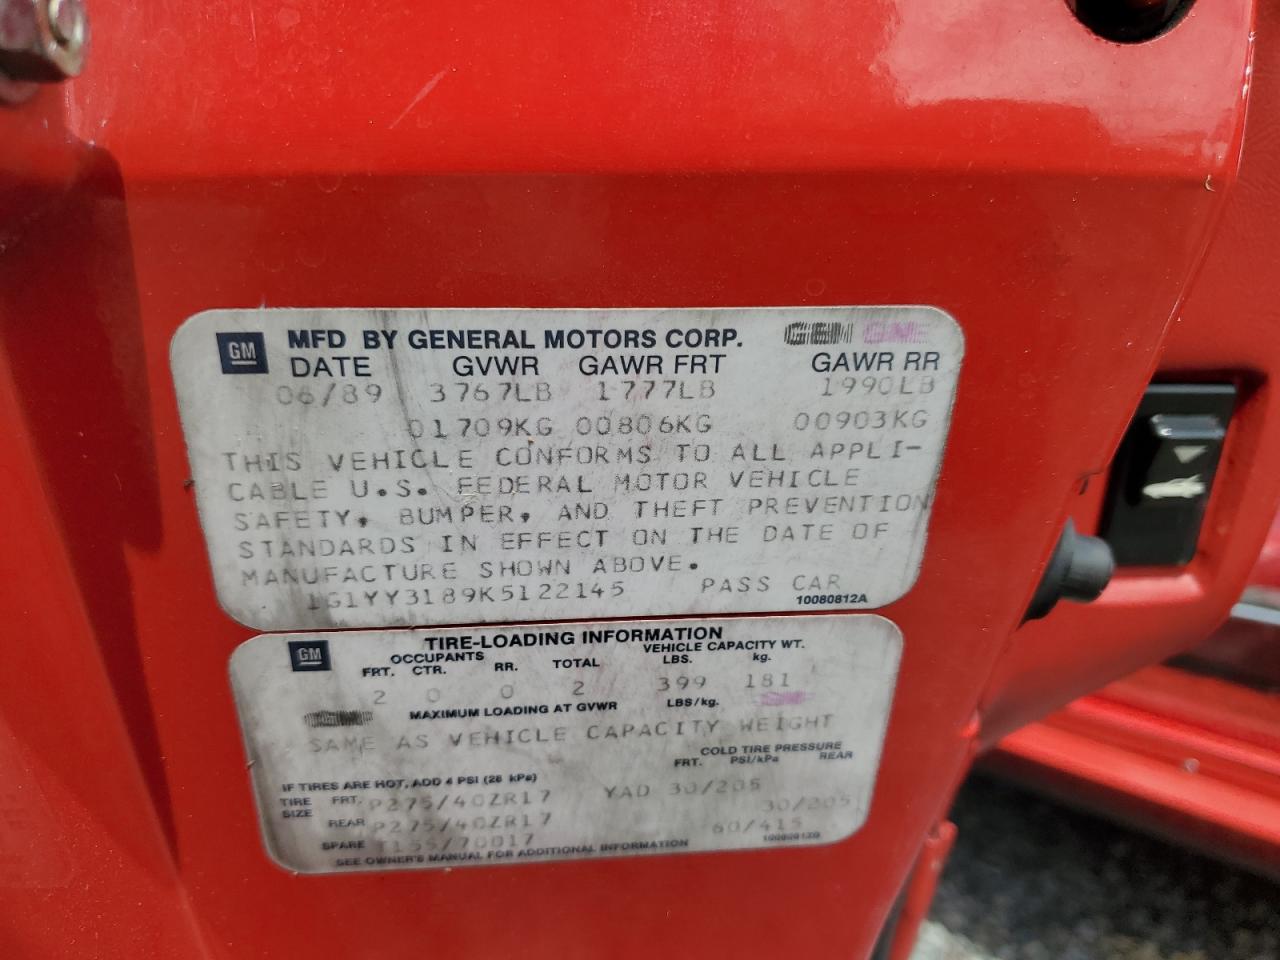 GM MFD BY GENERAL MOTORS CORP. GEN GNE
DATE GVWR GAWR FRT GAWR RR
06/89 3767LB 1777LB 1990LB
01709KG 00806KG 00903KG
THIS VEHICLE CONFORMS TO ALL APPLI-
CABLE U.S. FEDERAL MOTOR VEHICLE
SAFETY, BUMPER, AND THEFT PREVENTION
STANDARDS IN EFFECT ON THE DATE OF
MANUFACTURE SHOWN ABOVE.
1G1YY3189K5122145 PASS CAR
10080812A
GM TIRE-LOADING INFORMATION
OCCUPANTS VEHICLE CAPACITY WT.
FRT. CTR. RR. TOTAL LBS. kg.
2 0 0 2 399 181
MAXIMUM LOADING AT GVWR LBS/kg.
SAME AS VEHICLE CAPACITY WEIGHT
COLD TIRE PRESSURE
FRT. PSI/kPa REAR
IF TIRES ARE HOT, ADD 4 PSI (28 kPa)
TIRE SIZE FRT. P275/40ZR17 YAD 30/205
REAR P275/40ZR17 30/205
SPARE T155/70D17 60/415
SEE OWNER'S MANUAL FOR ADDITIONAL INFORMATION